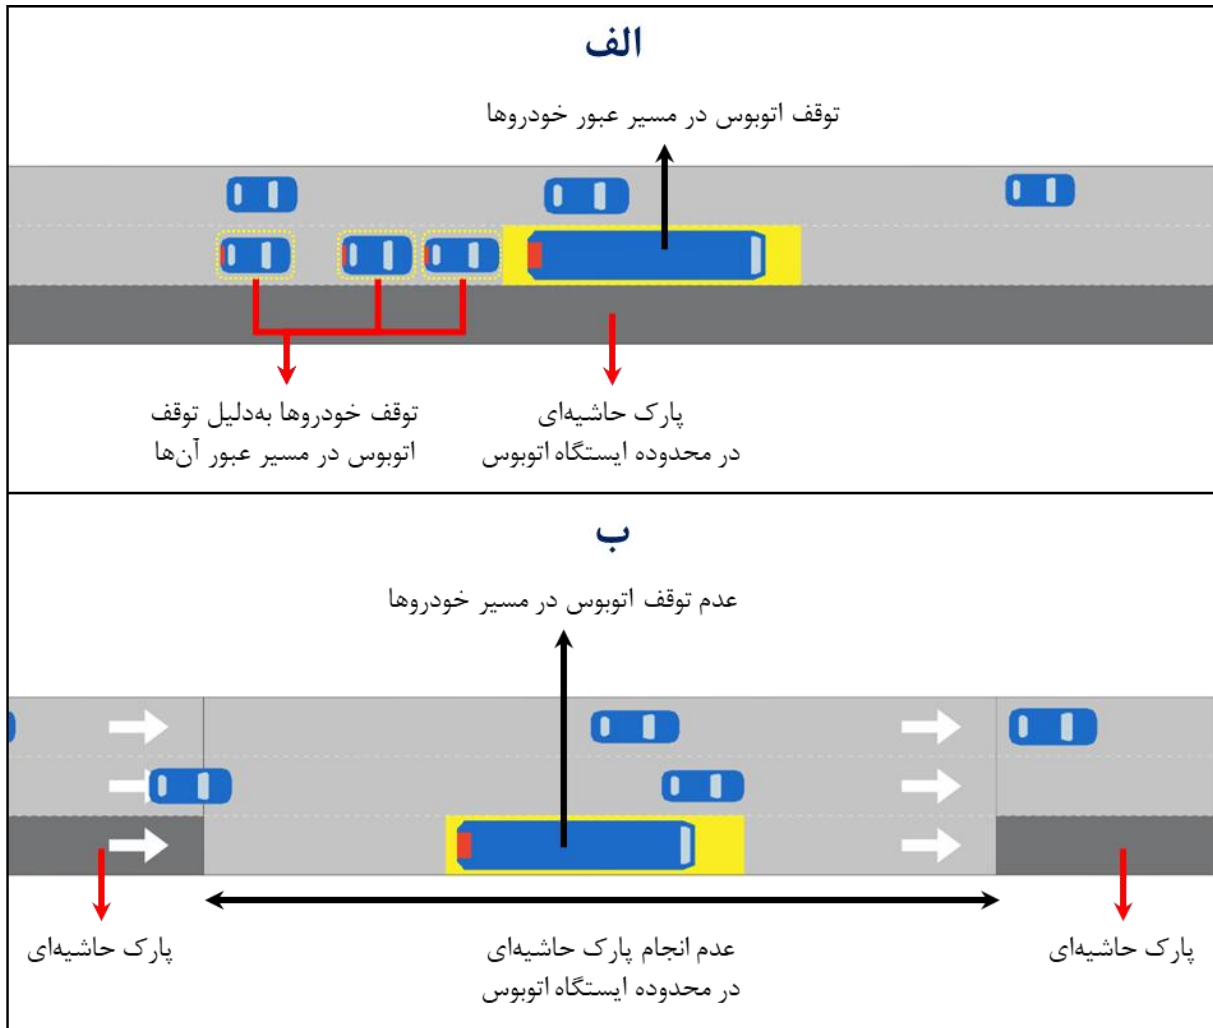 الف
توقف اتوبوس در مسیر عبور خودروها
پارک حاشیه‌ای
در محدوده ایستگاه اتوبوس
توقف خودروها به‌دلیل توقف
اتوبوس در مسیر عبور آن‌ها
ب
عدم توقف اتوبوس در مسیر خودروها
پارک حاشیه‌ای
عدم انجام پارک حاشیه‌ای
در محدوده ایستگاه اتوبوس
پارک حاشیه‌ای